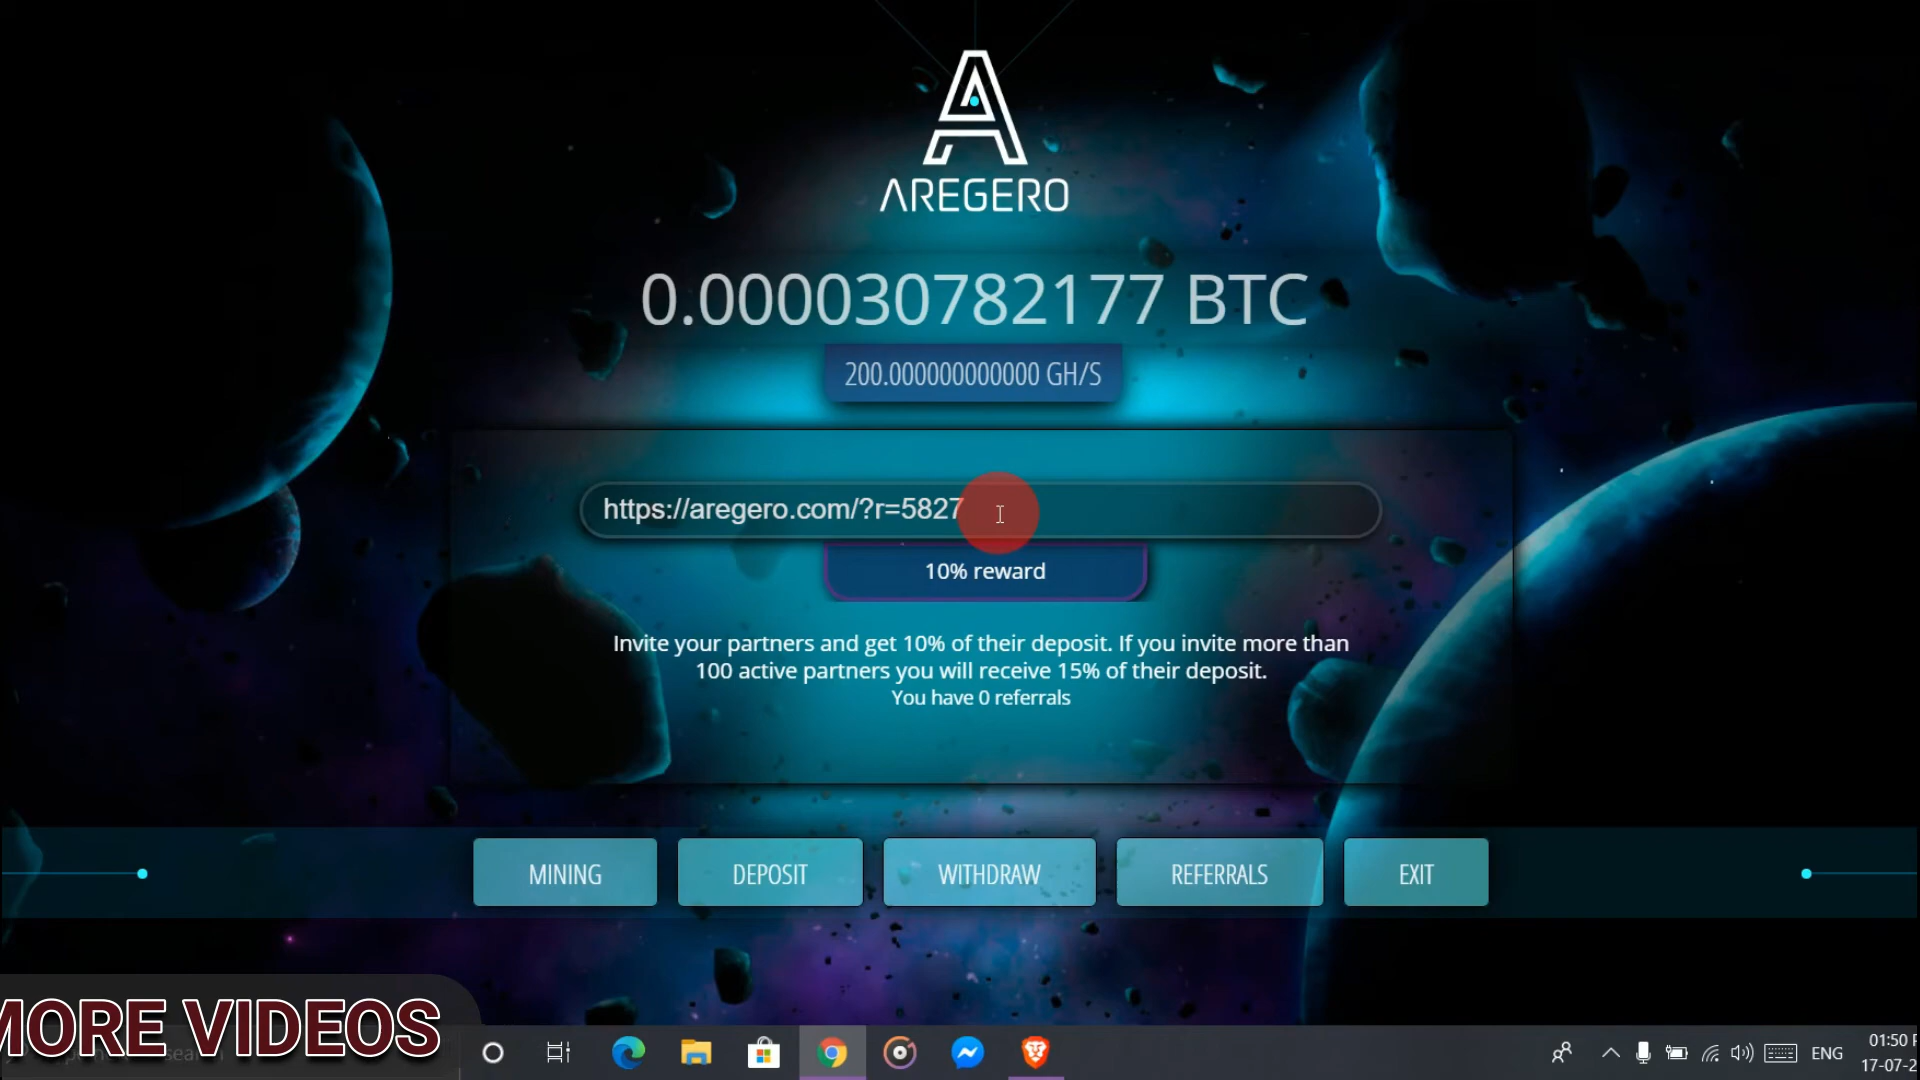 AREGERO
0.000030782177 BTC
200.000000000000 GH/S
https://aregero.com/?r=5827
10% reward
Invite your partners and get 10% of their deposit. If you invite more than
100 active partners you will receive 15% of their deposit.
You have 0 referrals
MINING DEPOSIT WITHDRAW REFERRALS EXIT
MORE VIDEOS
ENG
01:50
17-07-2